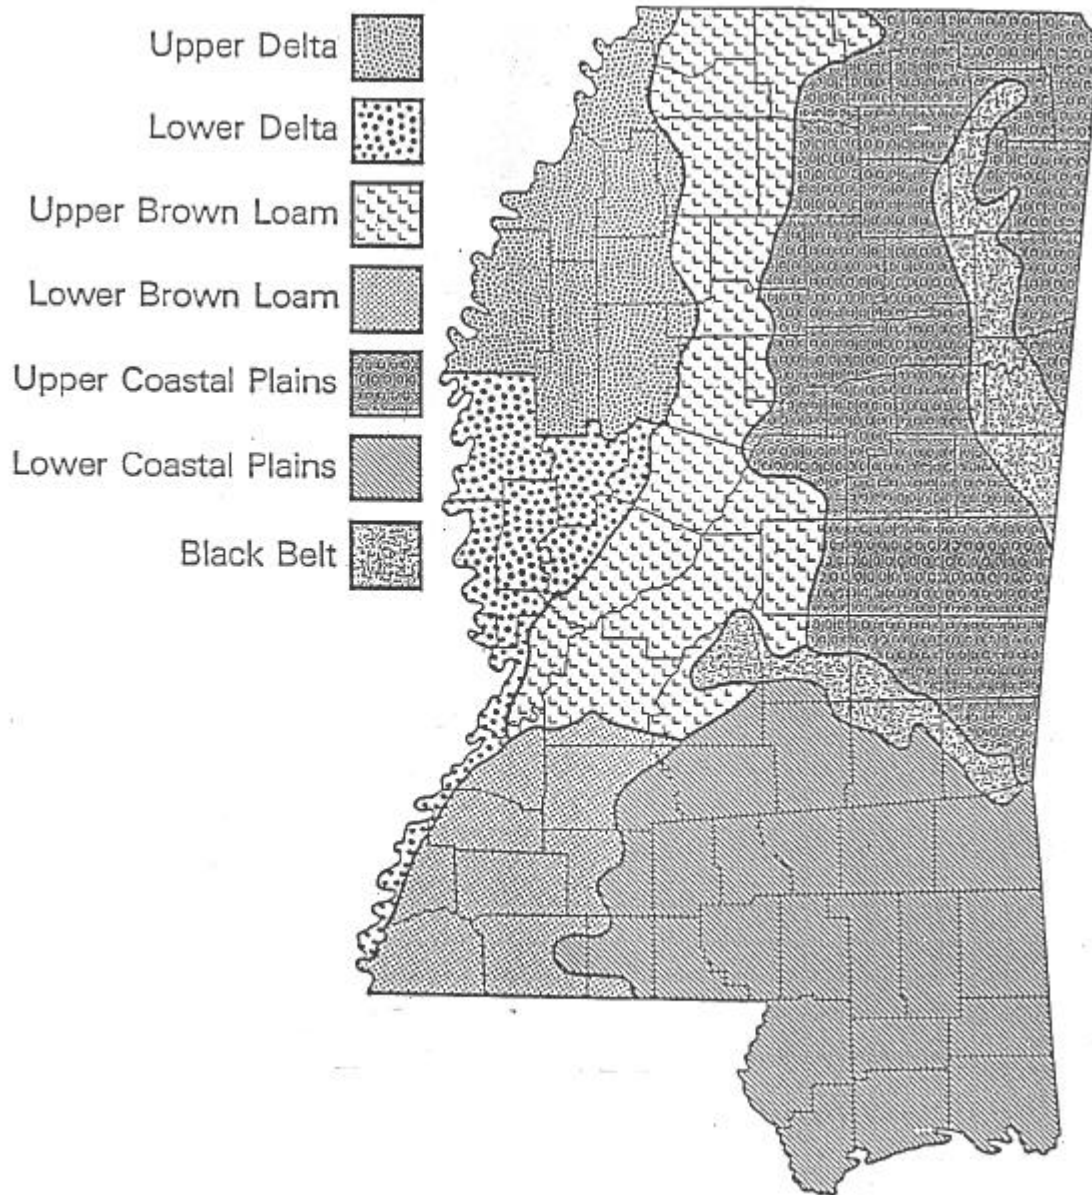 Upper Delta
Lower Delta
Upper Brown Loam
Lower Brown Loam
Upper Coastal Plains
Lower Coastal Plains
Black Belt